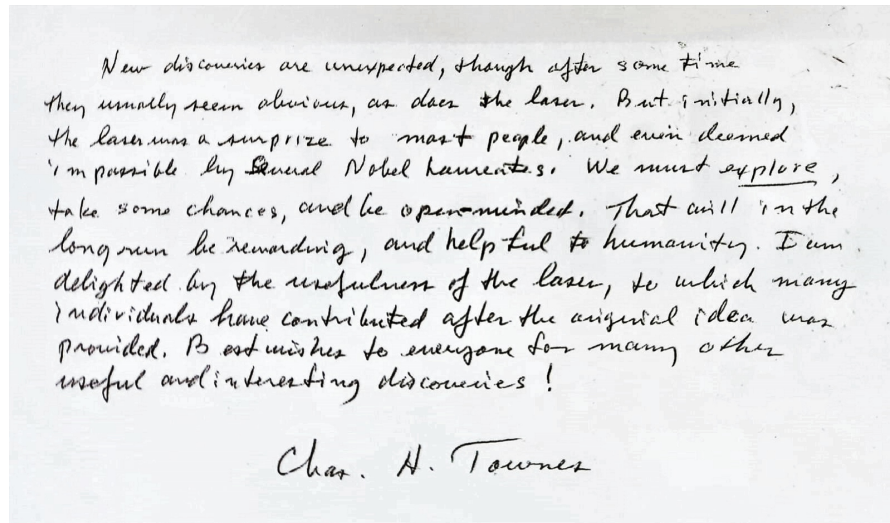 New discoveries are unexpected, though after some time
they usually seem obvious, as does the laser. But initially,
the laser was a surprize to most people, and even deemed
impossible by several Nobel Laureates. We must explore,
take some chances, and be open-minded. That will in the
long run be rewarding, and helpful to humanity. I am
delighted by the usefulness of the laser, to which many
individuals have contributed after the original idea was
provided. Best wishes to everyone for many other
useful and interesting discoveries!
Chas. H. Townes